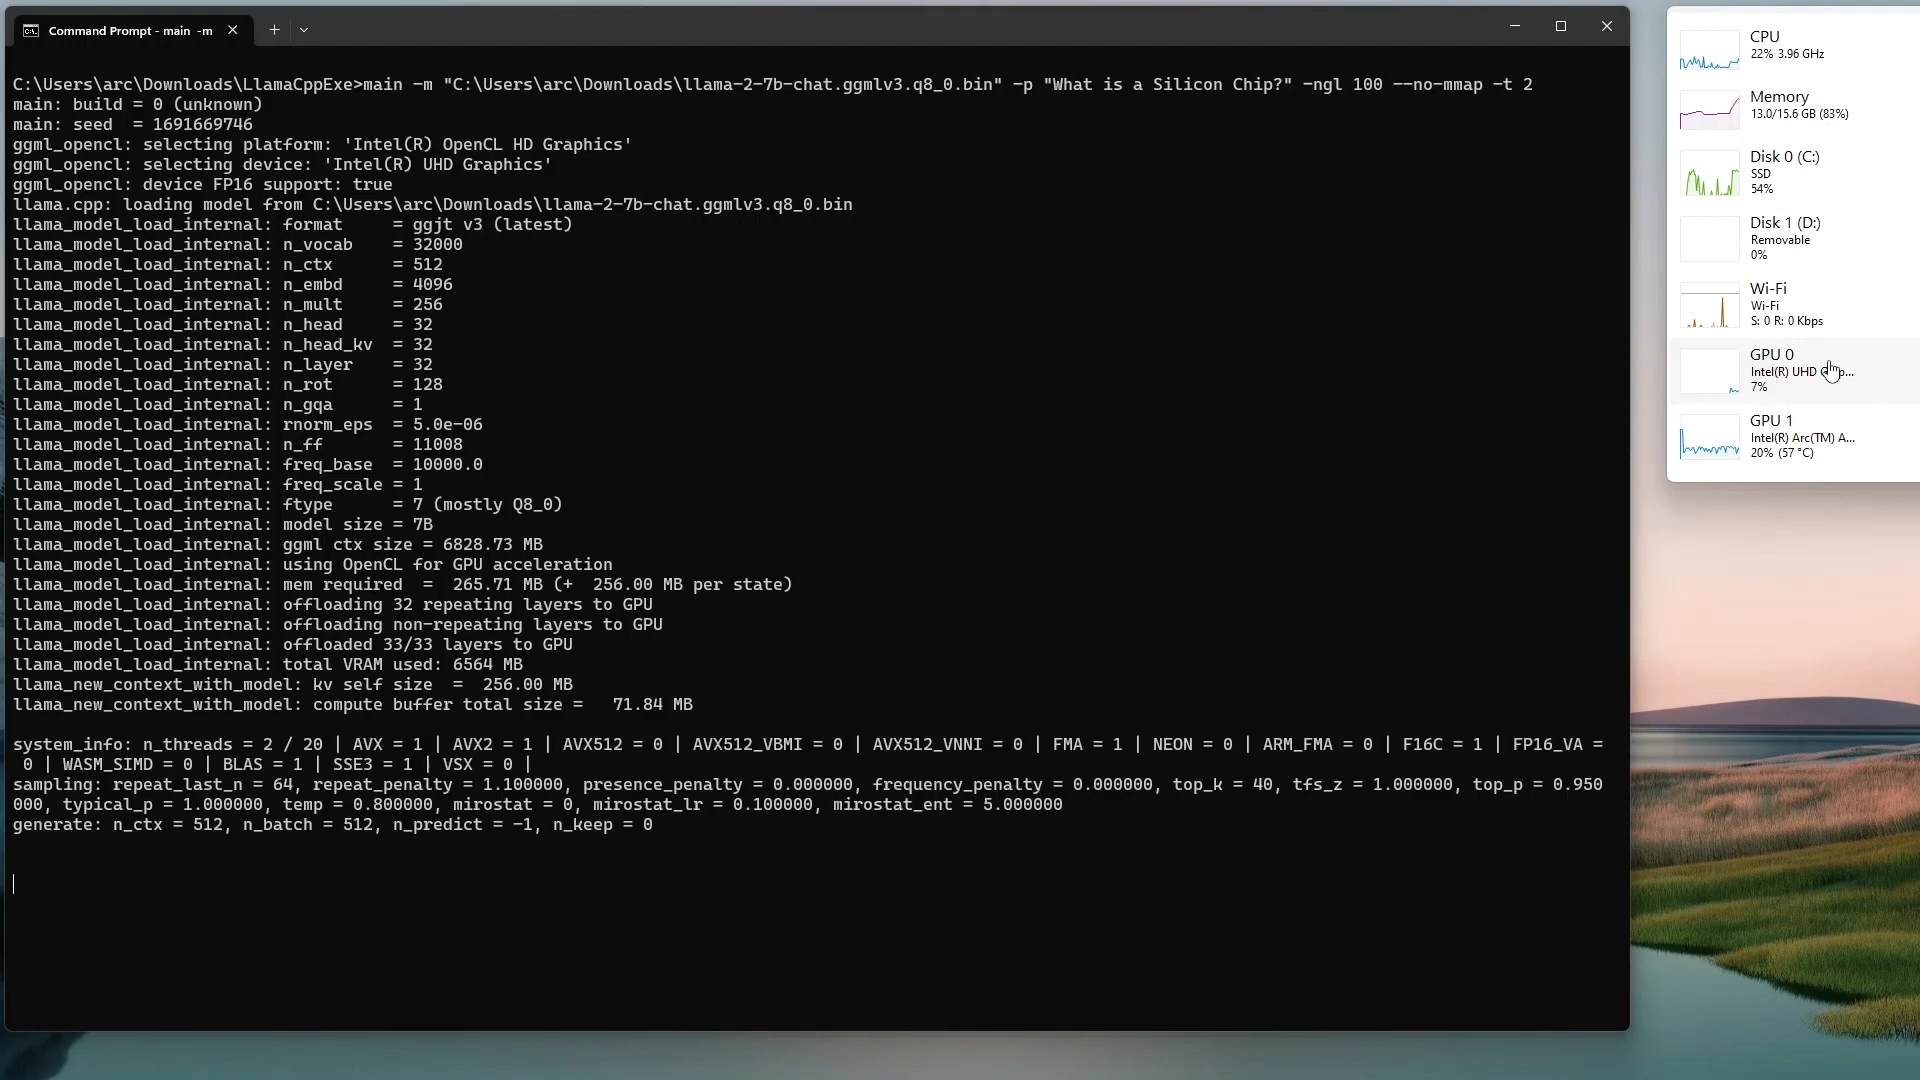 Command Prompt - main -m
C:\Users\arc\Downloads\LlamaCppExe>main -m "C:\Users\arc\Downloads\llama-2-7b-chat.ggmlv3.q8_0.bin" -p "What is a Silicon Chip?" -ngl 100 --no-mmap -t 2
main: build = 0 (unknown)
main: seed  = 1691669746
ggml_opencl: selecting platform: 'Intel(R) OpenCL HD Graphics'
ggml_opencl: selecting device: 'Intel(R) UHD Graphics'
ggml_opencl: device FP16 support: true
llama.cpp: loading model from C:\Users\arc\Downloads\llama-2-7b-chat.ggmlv3.q8_0.bin
llama_model_load_internal: format     = ggjt v3 (latest)
llama_model_load_internal: n_vocab    = 32000
llama_model_load_internal: n_ctx      = 512
llama_model_load_internal: n_embd     = 4096
llama_model_load_internal: n_mult     = 256
llama_model_load_internal: n_head     = 32
llama_model_load_internal: n_head_kv  = 32
llama_model_load_internal: n_layer    = 32
llama_model_load_internal: n_rot      = 128
llama_model_load_internal: n_gqa      = 1
llama_model_load_internal: rnorm_eps  = 5.0e-06
llama_model_load_internal: n_ff       = 11008
llama_model_load_internal: freq_base  = 10000.0
llama_model_load_internal: freq_scale = 1
llama_model_load_internal: ftype      = 7 (mostly Q8_0)
llama_model_load_internal: model size = 7B
llama_model_load_internal: ggml ctx size = 6828.73 MB
llama_model_load_internal: using OpenCL for GPU acceleration
llama_model_load_internal: mem required  =  265.71 MB (+  256.00 MB per state)
llama_model_load_internal: offloading 32 repeating layers to GPU
llama_model_load_internal: offloading non-repeating layers to GPU
llama_model_load_internal: offloaded 33/33 layers to GPU
llama_model_load_internal: total VRAM used: 6564 MB
llama_new_context_with_model: kv self size  =  256.00 MB
llama_new_context_with_model: compute buffer total size =   71.84 MB
system_info: n_threads = 2 / 20 | AVX = 1 | AVX2 = 1 | AVX512 = 0 | AVX512_VBMI = 0 | AVX512_VNNI = 0 | FMA = 1 | NEON = 0 | ARM_FMA = 0 | F16C = 1 | FP16_VA =
0 | WASM_SIMD = 0 | BLAS = 1 | SSE3 = 1 | VSX = 0 |
sampling: repeat_last_n = 64, repeat_penalty = 1.100000, presence_penalty = 0.000000, frequency_penalty = 0.000000, top_k = 40, tfs_z = 1.000000, top_p = 0.950
000, typical_p = 1.000000, temp = 0.800000, mirostat = 0, mirostat_lr = 0.100000, mirostat_ent = 5.000000
generate: n_ctx = 512, n_batch = 512, n_predict = -1, n_keep = 0
CPU
22% 3.96 GHz
Memory
13.0/15.6 GB (83%)
Disk 0 (C:)
SSD
54%
Disk 1 (D:)
Removable
0%
Wi-Fi
Wi-Fi
S: 0 R: 0 Kbps
GPU 0
Intel(R) UHD
7%
GPU 1
Intel(R) Arc(TM) A...
20% (57 °C)